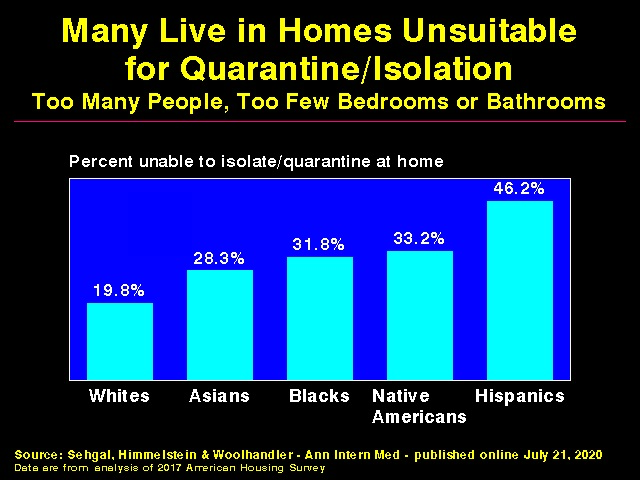 Many Live in Homes Unsuitable
for Quarantine/Isolation
Too Many People, Too Few Bedrooms or Bathrooms
Percent unable to isolate/quarantine at home
46.2%
33.2%
31.8%
28.3%
19.8%
Whites Asians Blacks Native Americans Hispanics
Source: Sehgal, Himmelstein & Woolhandler - Ann Intern Med - published online July 21, 2020
Data are from analysis of 2017 American Housing Survey